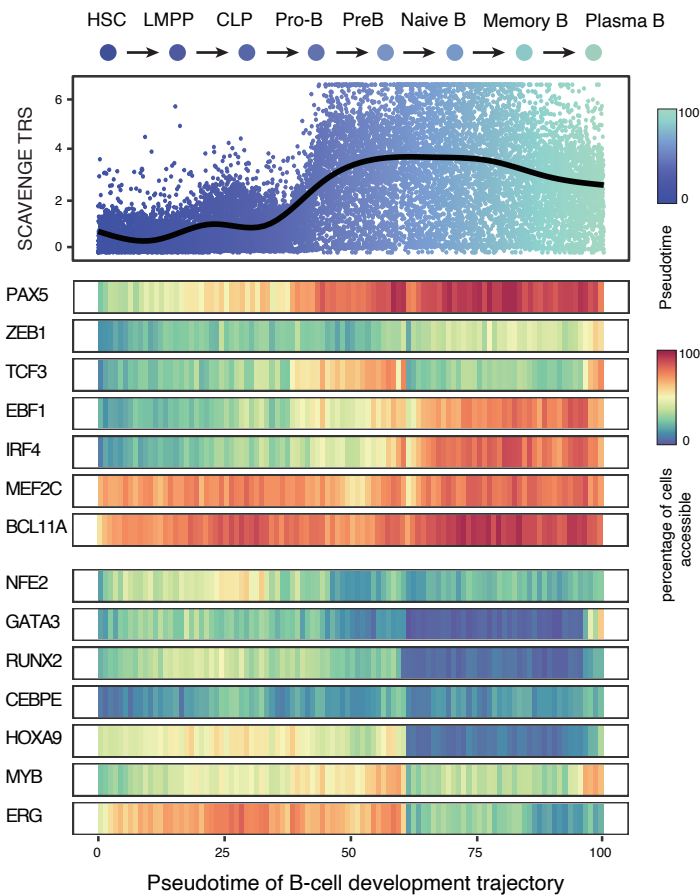 HSC LMPP CLP Pro-B PreB Naive B Memory B Plasma B
SCAVENGE TRS
6
4
2
0
100
0
Pseudotime
PAX5
ZEB1
TCF3
EBF1
IRF4
MEF2C
BCL11A
100
0
percentage of cells
accessible
NFE2
GATA3
RUNX2
CEBPE
HOXA9
MYB
ERG
0 25 50 75 100
Pseudotime of B-cell development trajectory